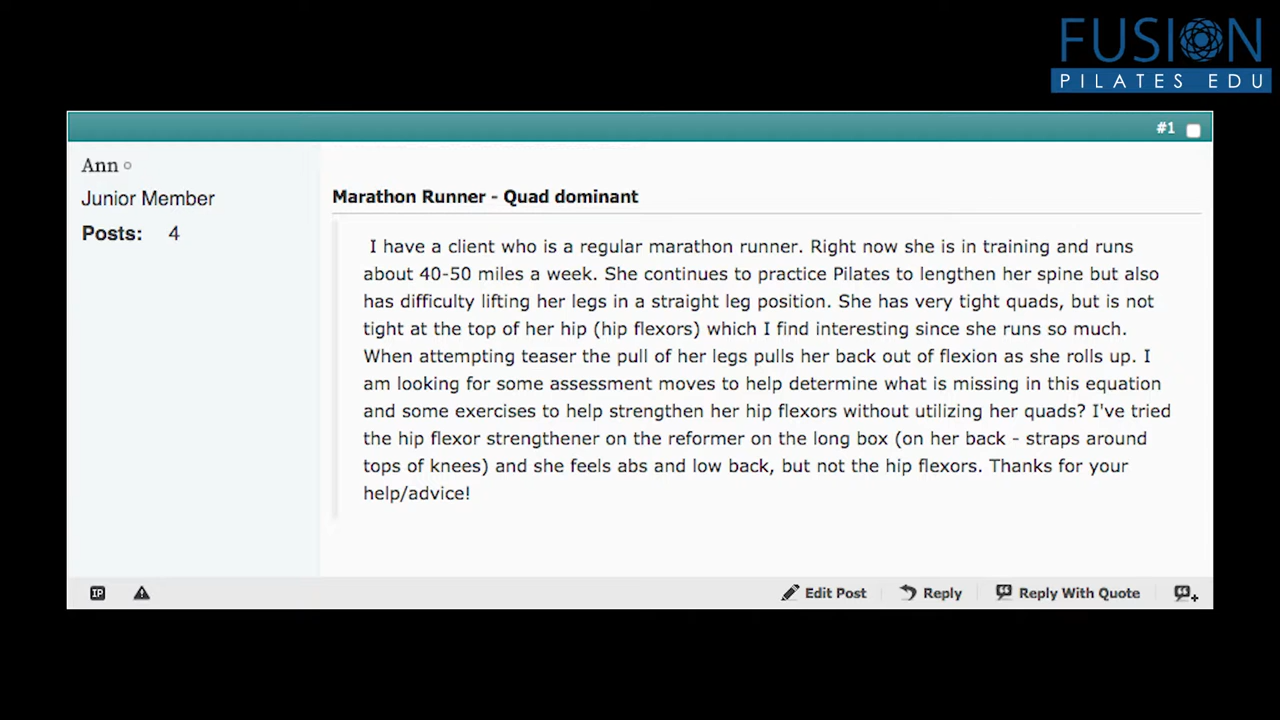 FUSION
PILATES EDU
#1
Ann
Junior Member
Posts: 4
Marathon Runner - Quad dominant
I have a client who is a regular marathon runner. Right now she is in training and runs
about 40-50 miles a week. She continues to practice Pilates to lengthen her spine but also
has difficulty lifting her legs in a straight leg position. She has very tight quads, but is not
tight at the top of her hip (hip flexors) which I find interesting since she runs so much.
When attempting teaser the pull of her legs pulls her back out of flexion as she rolls up. I
am looking for some assessment moves to help determine what is missing in this equation
and some exercises to help strengthen her hip flexors without utilizing her quads? I've tried
the hip flexor strengthener on the reformer on the long box (on her back - straps around
tops of knees) and she feels abs and low back, but not the hip flexors. Thanks for your
help/advice!
IP
Edit Post
Reply
Reply With Quote